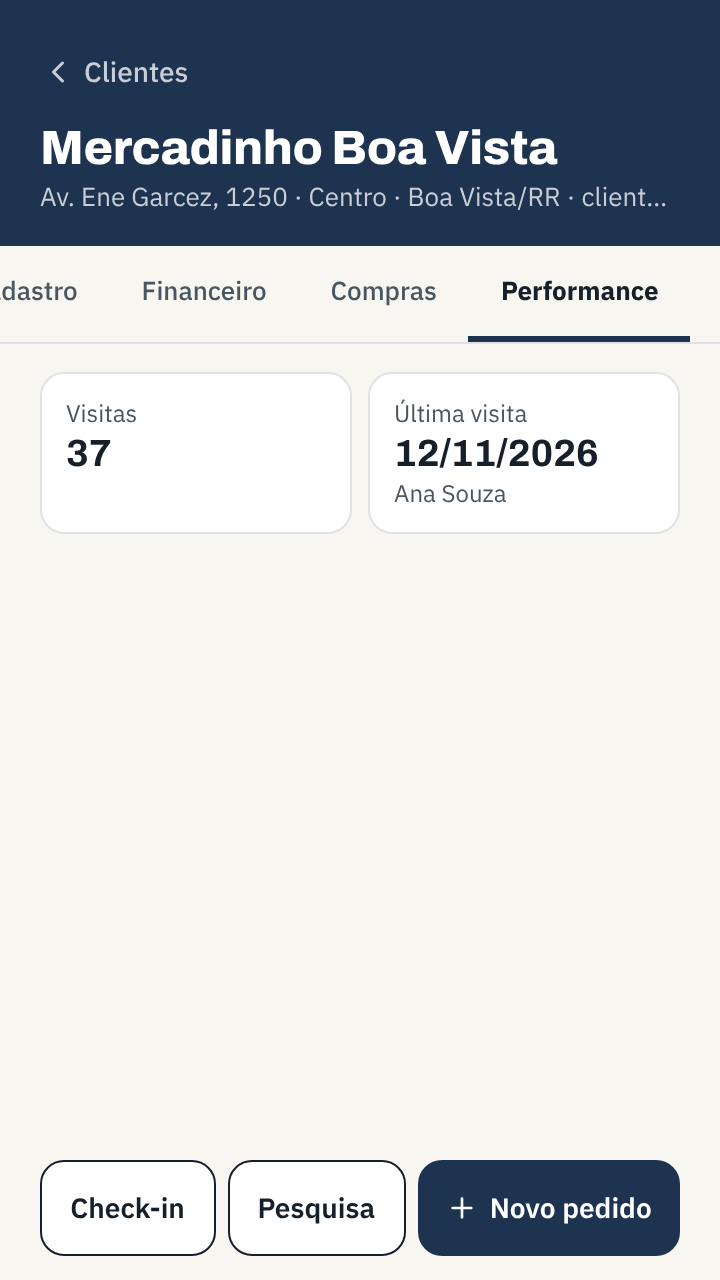 Clientes
Mercadinho Boa Vista
Av. Ene Garcez, 1250 · Centro · Boa Vista/RR · client...
dastro Financeiro Compras Performance
Visitas
37
Última visita
12/11/2026
Ana Souza
Check-in Pesquisa + Novo pedido